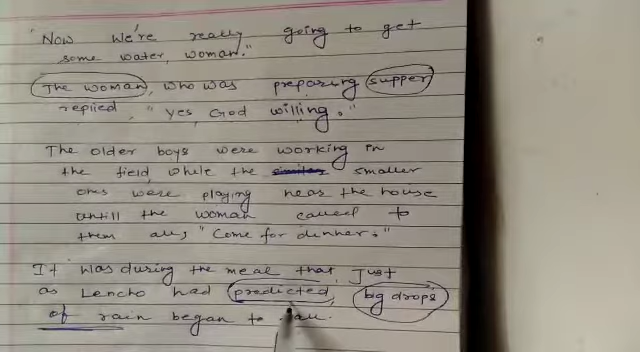 "Now We're really going to get
some water, woman."
The woman, who was preparing supper
replied, "yes, God willing."
The older boys were working in
the field, while the smaller
ones were playing near the house
untill the woman called to
them all, "Come for dinner."
It was during the meal that, Just
as Lencho had predicted, big drops
of rain began to